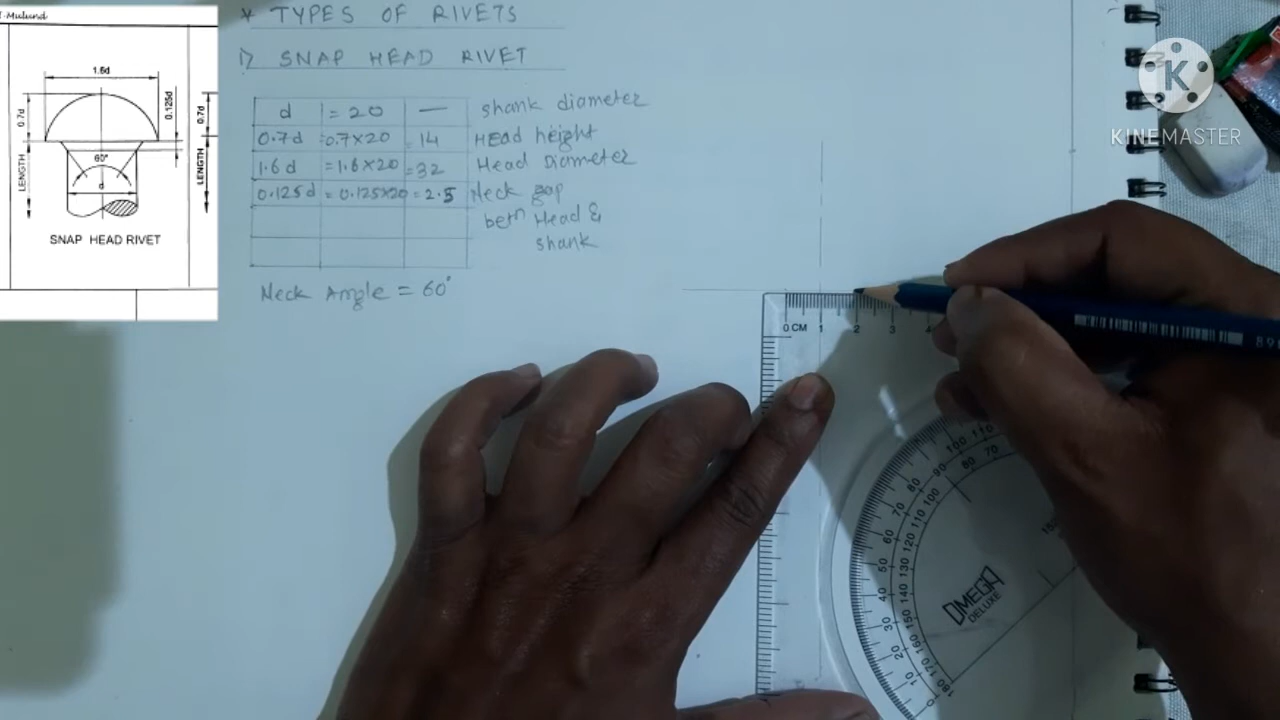 I Mulund
* TYPES OF RIVETS
1) SNAP HEAD RIVET
1.6d
0.7d
0.125d
0.7d
LENGTH
LENGTH
60°
d
SNAP HEAD RIVET
d = 20 — shank diameter
0.7d = 0.7×20 = 14 Head height
1.6d = 1.6×20 = 32 Head Diameter
0.125d = 0.125×20 = 2.5 Neck gap
betn Head &
shank
Neck Angle = 60°
KINEMASTER
0 CM 1 2 3 4
OMEGA
DELUXE